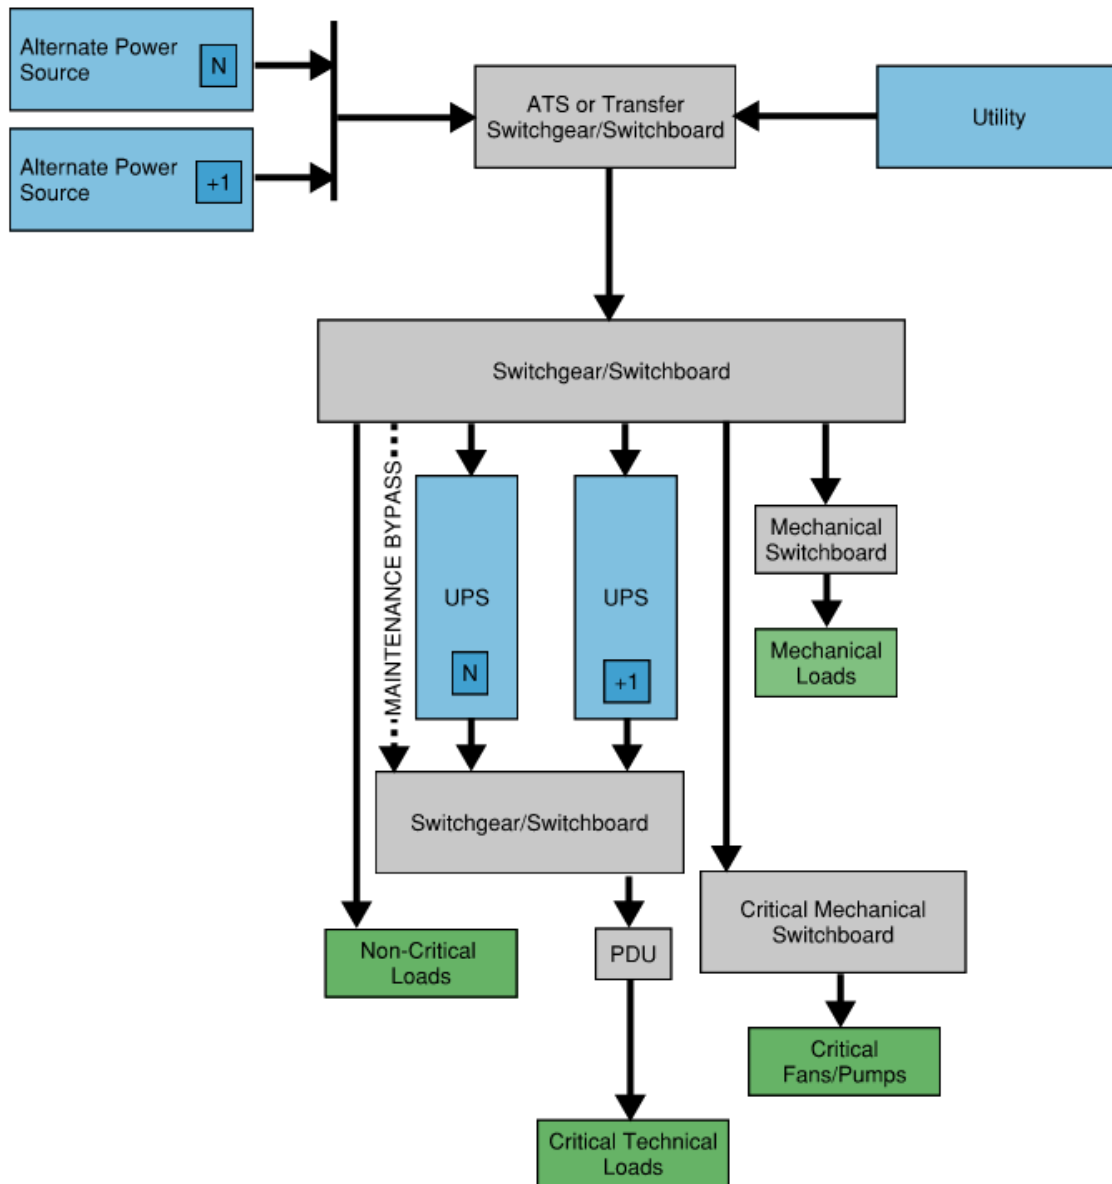 Alternate Power
Source
N
Alternate Power
Source
+1
ATS or Transfer
Switchgear/Switchboard
Utility
Switchgear/Switchboard
MAINTENANCE BYPASS
UPS
N
UPS
+1
Mechanical
Switchboard
Mechanical
Loads
Switchgear/Switchboard
Non-Critical
Loads
PDU
Critical Mechanical
Switchboard
Critical
Fans/Pumps
Critical Technical
Loads